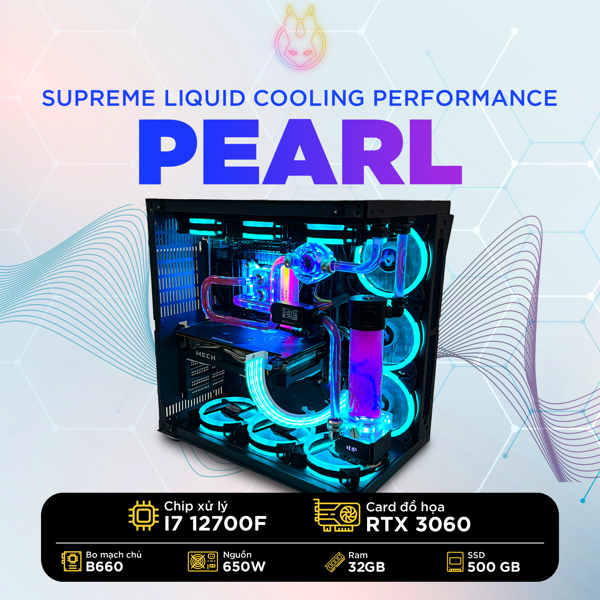 SUPREME LIQUID COOLING PERFORMANCE
PEARL
MECH
Chip xử lý
I7 12700F
Card đồ họa
RTX 3060
Bo mạch chủ
B660
Nguồn
650W
Ram
32GB
SSD
500 GB